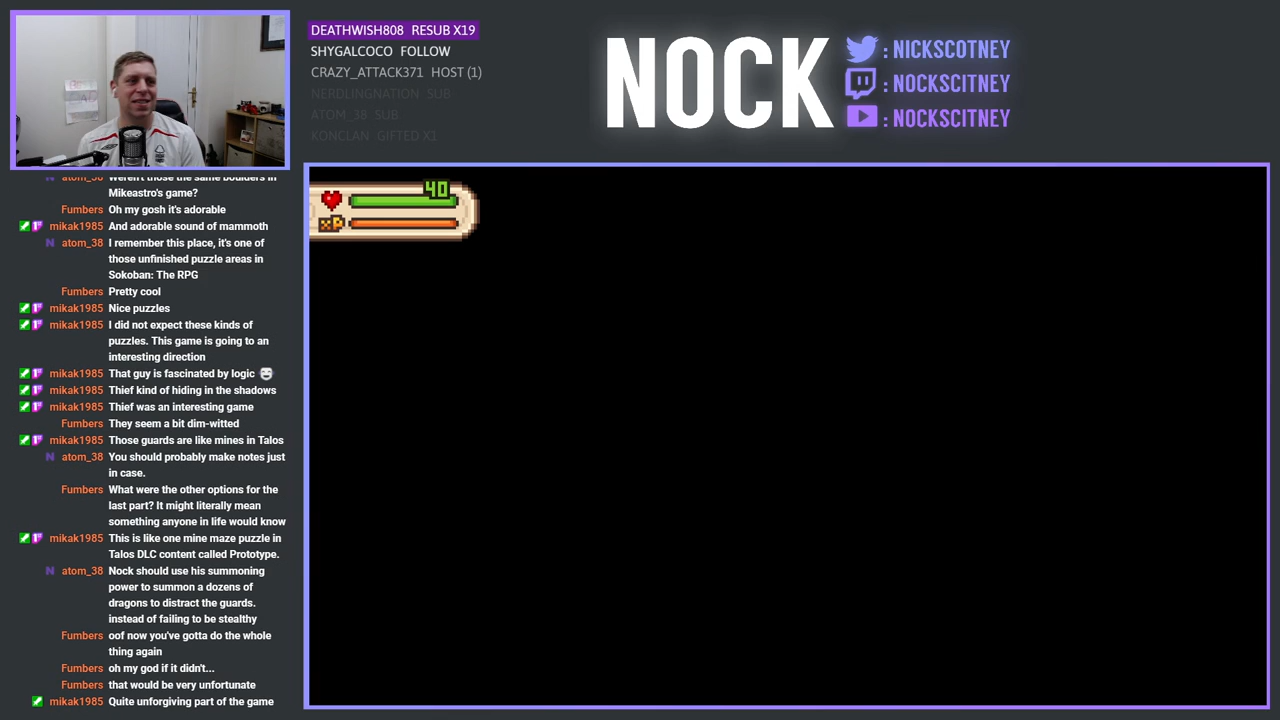 DEATHWISH808 RESUB X19
SHYGALCOCO FOLLOW
CRAZY_ATTACK371 HOST (1)
NERDLINGNATION SUB
ATOM_38 SUB
KONCLAN GIFTED X1
NOCK
: NICKSCOTNEY
: NOCKSCITNEY
: NOCKSCITNEY
40
XP
atom_38 Weren't those the same boulders in
Mikeastro's game?
Fumbers Oh my gosh it's adorable
mikak1985 And adorable sound of mammoth
atom_38 I remember this place, it's one of
those unfinished puzzle areas in
Sokoban: The RPG
Fumbers Pretty cool
mikak1985 Nice puzzles
mikak1985 I did not expect these kinds of
puzzles. This game is going to an
interesting direction
mikak1985 That guy is fascinated by logic
mikak1985 Thief kind of hiding in the shadows
mikak1985 Thief was an interesting game
Fumbers They seem a bit dim-witted
mikak1985 Those guards are like mines in Talos
atom_38 You should probably make notes just
in case.
Fumbers What were the other options for the
last part? It might literally mean
something anyone in life would know
mikak1985 This is like one mine maze puzzle in
Talos DLC content called Prototype.
atom_38 Nock should use his summoning
power to summon a dozens of
dragons to distract the guards.
instead of failing to be stealthy
Fumbers oof now you've gotta do the whole
thing again
Fumbers oh my god if it didn't...
Fumbers that would be very unfortunate
mikak1985 Quite unforgiving part of the game